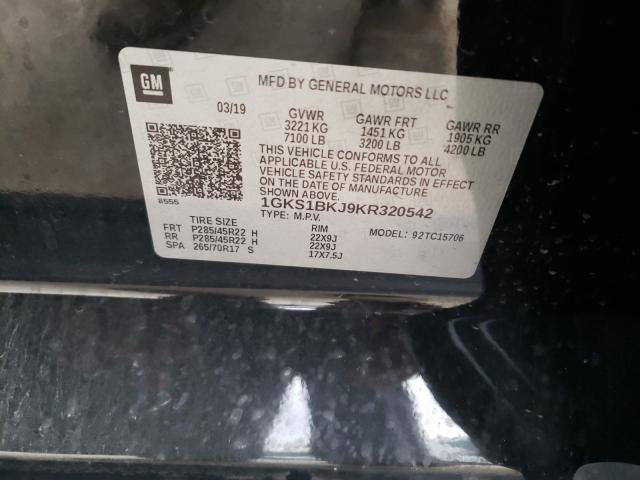 GM
MFD BY GENERAL MOTORS LLC
03/19 GVWR GAWR FRT GAWR RR
3221 KG 1451 KG 1905 KG
7100 LB 3200 LB 4200 LB
THIS VEHICLE CONFORMS TO ALL
APPLICABLE U.S. FEDERAL MOTOR
VEHICLE SAFETY STANDARDS IN EFFECT
ON THE DATE OF MANUFACTURE
SHOWN ABOVE.
8555 1GKS1BKJ9KR320542
TYPE: M.P.V. MODEL: 92TC15706
TIRE SIZE RIM
FRT P285/45R22 H 22X9J
RR P285/45R22 H 22X9J
SPA 265/70R17 S 17X7.5J